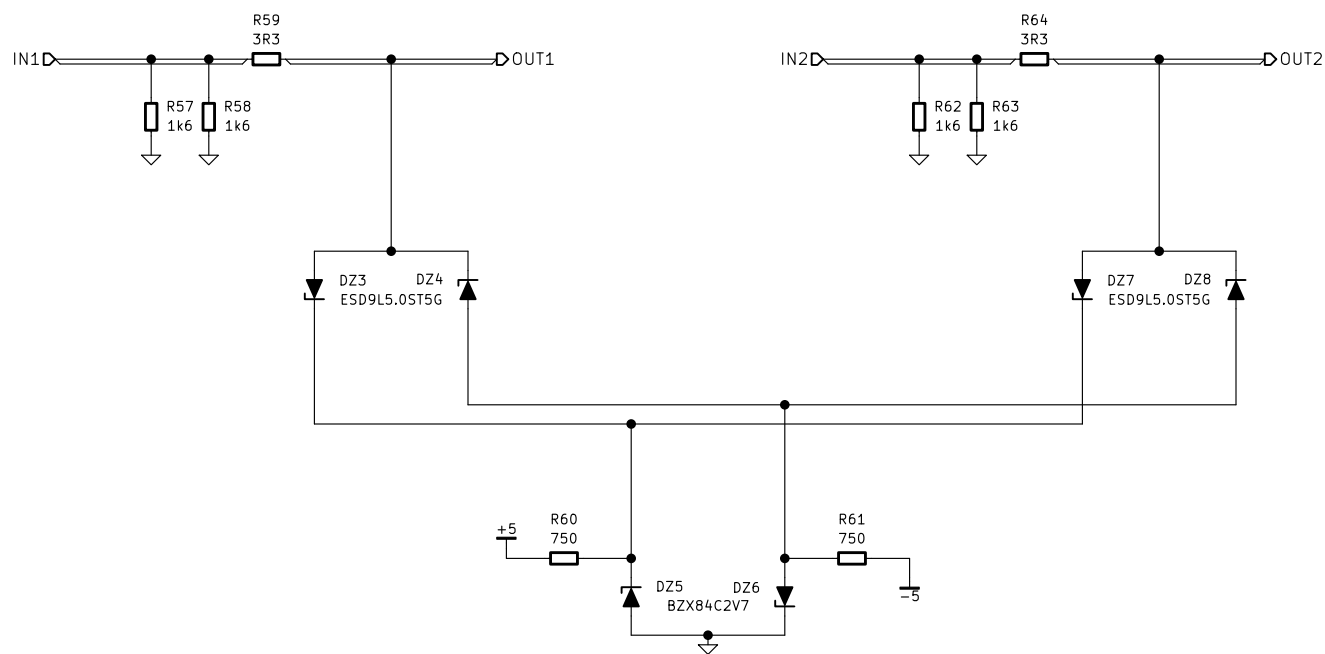 R59
3R3
IN1
OUT1
R57
1k6
R58
1k6
R64
3R3
IN2
OUT2
R62
1k6
R63
1k6
DZ3
DZ4
ESD9L5.0ST5G
DZ7
DZ8
ESD9L5.0ST5G
+5
R60
750
R61
750
-5
DZ5
DZ6
BZX84C2V7